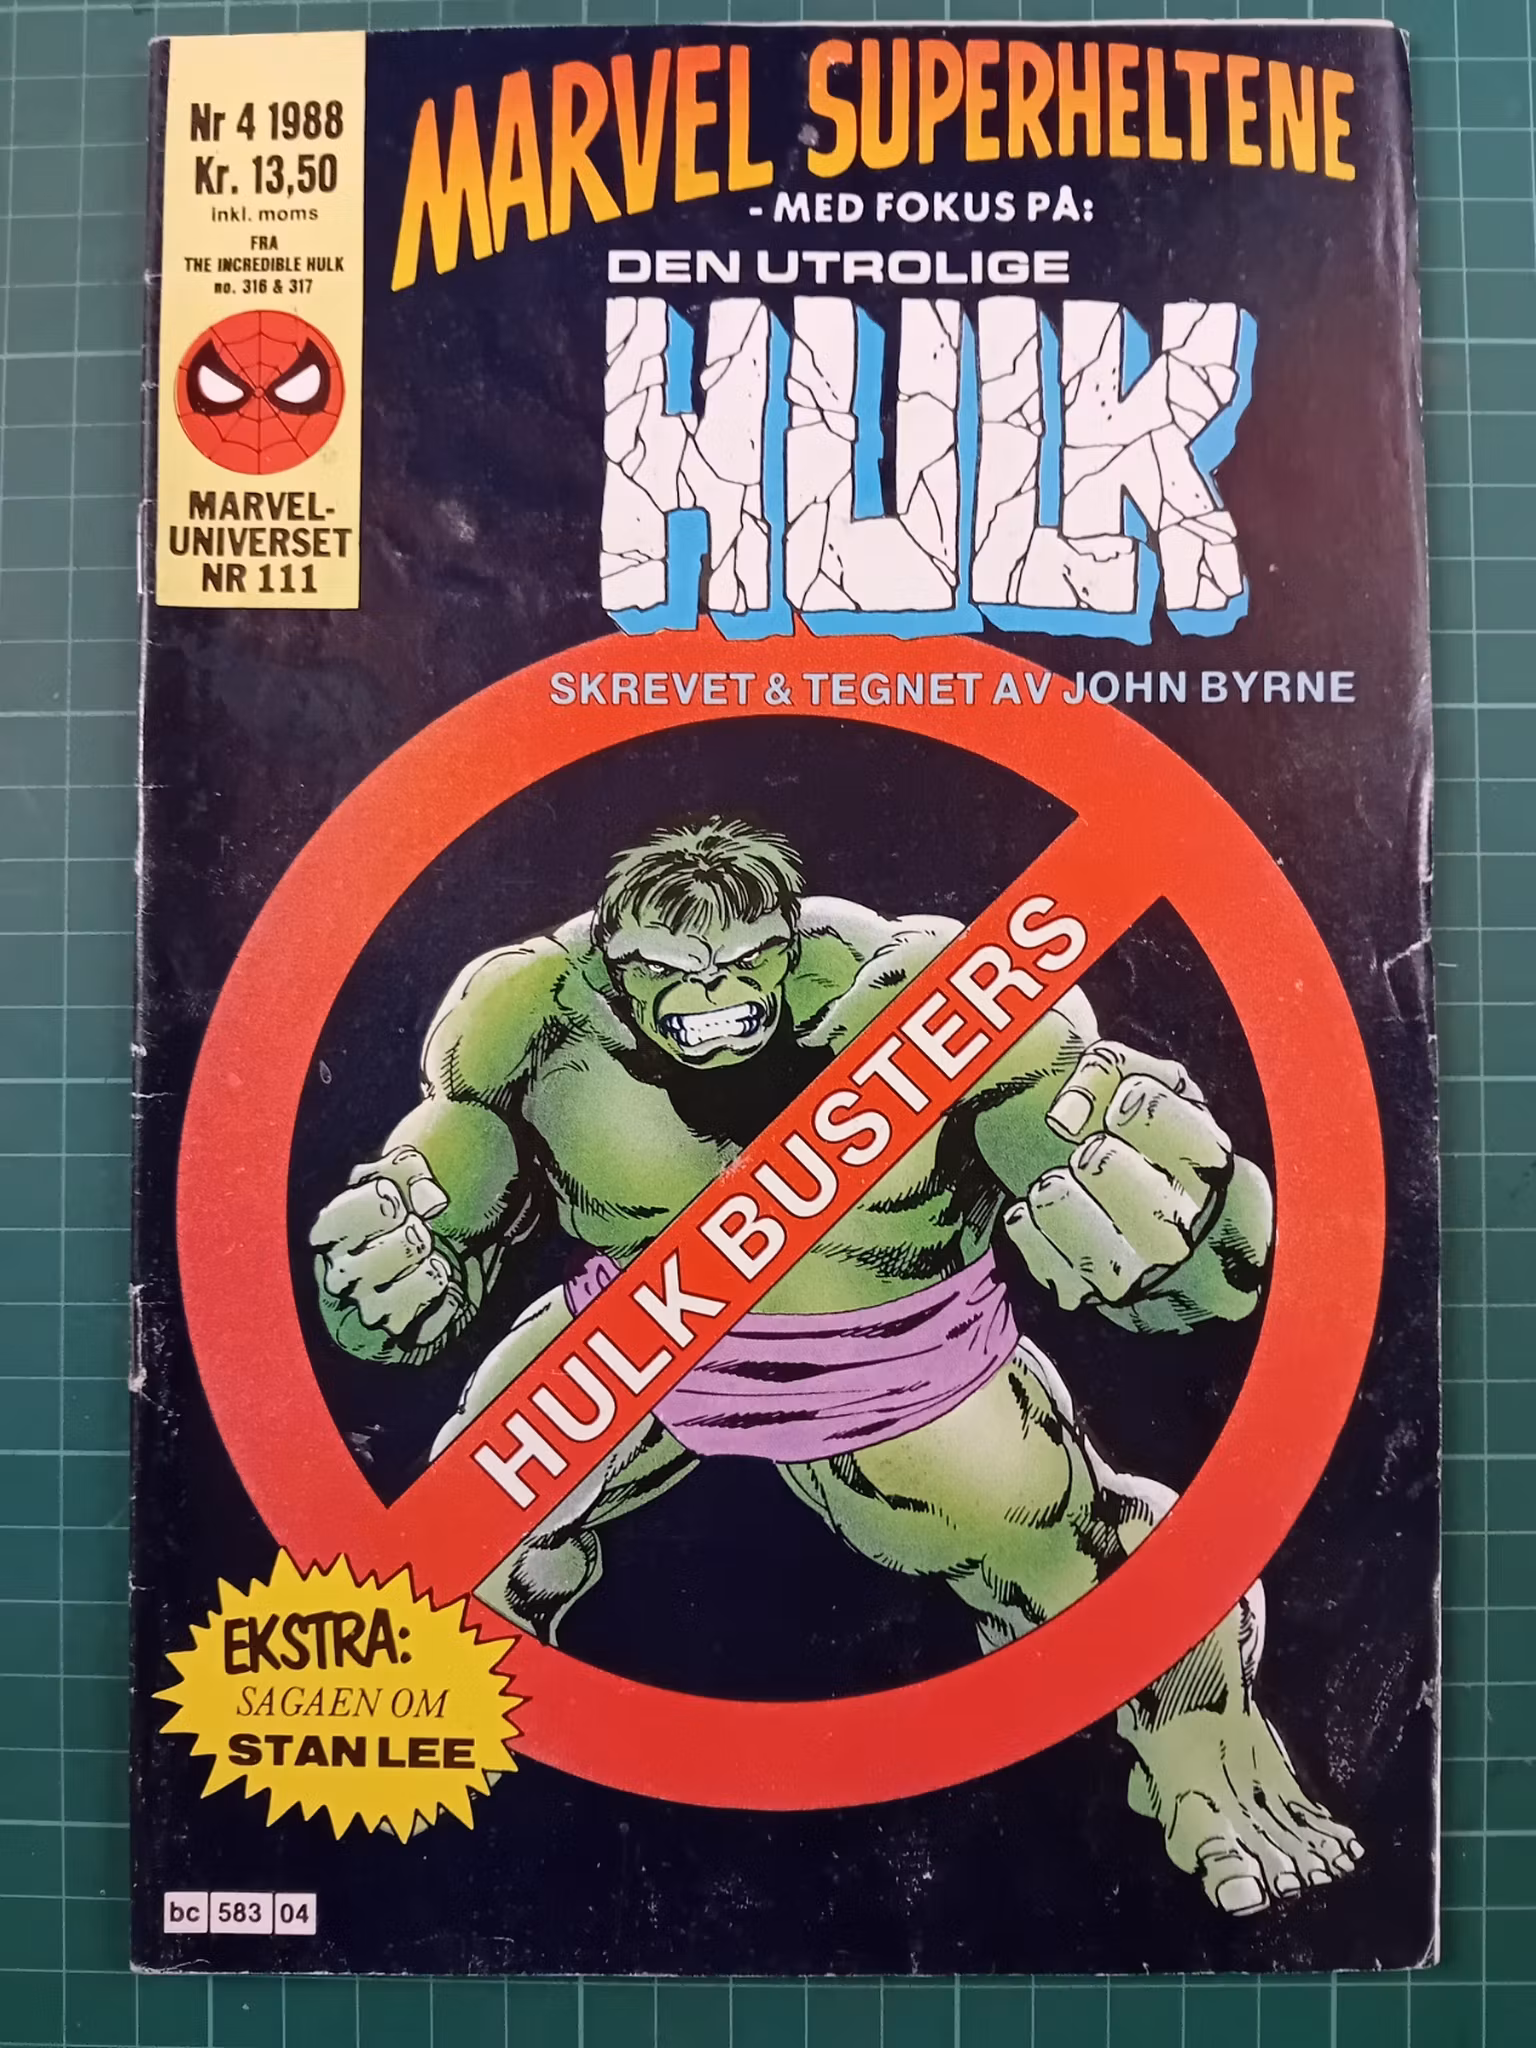 Nr 4 1988
Kr. 13,50
inkl. moms
FRA
THE INCREDIBLE HULK
no. 316 & 317
MARVEL-
UNIVERSET
NR 111
MARVEL SUPERHELTENE
- MED FOKUS PÅ:
DEN UTROLIGE
HULK
SKREVET & TEGNET AV JOHN BYRNE
HULK BUSTERS
EKSTRA:
SAGAEN OM
STAN LEE
bc 583 04